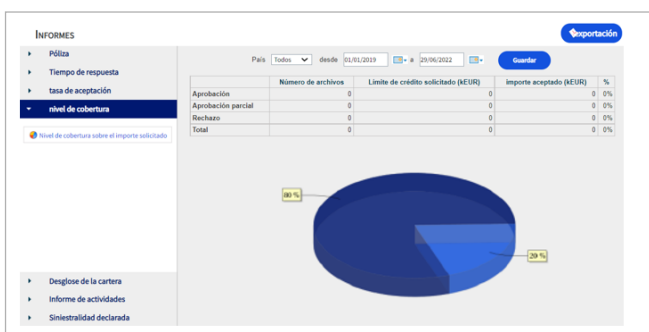 INFORMES
exportación
Póliza
Tiempo de respuesta
tasa de aceptación
nivel de cobertura
Nivel de cobertura sobre el importe solicitado
Desglose de la cartera
Informe de actividades
Siniestralidad declarada
País Todos desde 01/01/2019 a 29/06/2022 Guardar
Número de archivos Limite de crédito solicitado (kEUR) importe aceptado (kEUR) %
Aprobación 0 0 0 0%
Aprobación parcial 0 0 0 0%
Rechazo 0 0 0 0%
Total 0 0 0 0%
80 %
20 %